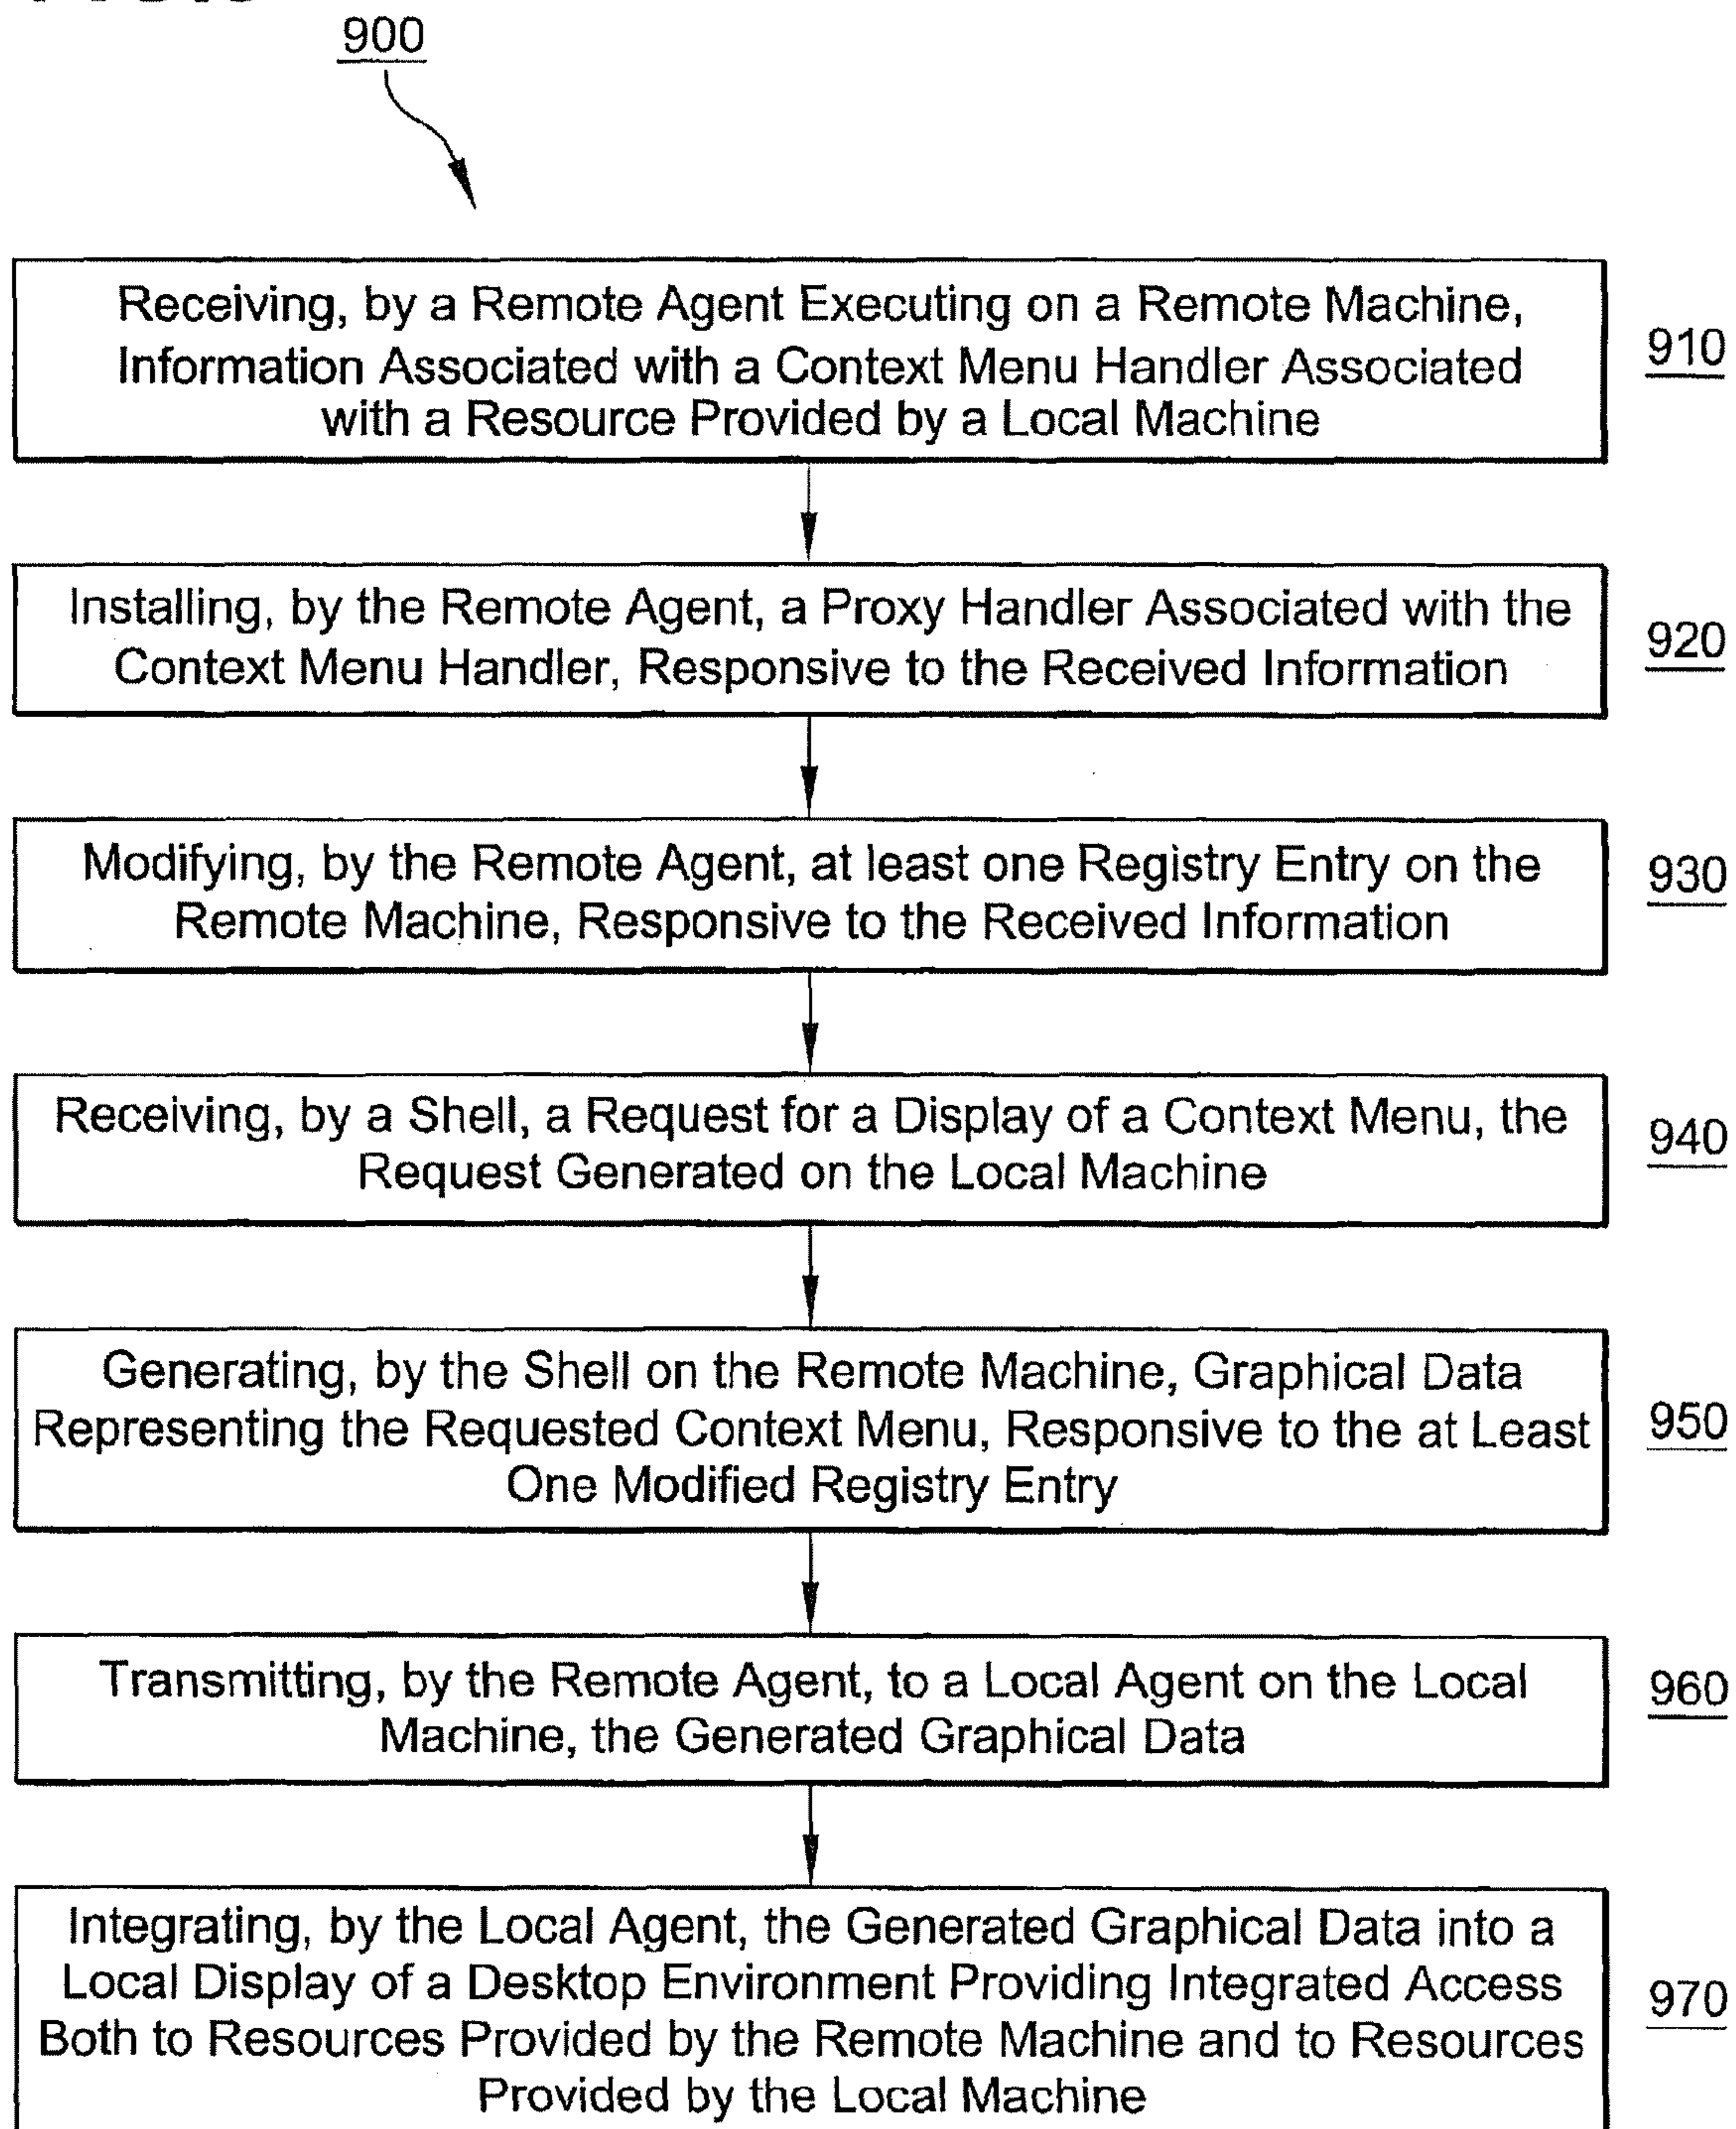 900
Receiving, by a Remote Agent Executing on a Remote Machine,
Information Associated with a Context Menu Handler Associated
with a Resource Provided by a Local Machine
910
Installing, by the Remote Agent, a Proxy Handler Associated with the
Context Menu Handler, Responsive to the Received Information
920
Modifying, by the Remote Agent, at least one Registry Entry on the
Remote Machine, Responsive to the Received Information
930
Receiving, by a Shell, a Request for a Display of a Context Menu, the
Request Generated on the Local Machine
940
Generating, by the Shell on the Remote Machine, Graphical Data
Representing the Requested Context Menu, Responsive to the at Least
One Modified Registry Entry
950
Transmitting, by the Remote Agent, to a Local Agent on the Local
Machine, the Generated Graphical Data
960
Integrating, by the Local Agent, the Generated Graphical Data into a
Local Display of a Desktop Environment Providing Integrated Access
Both to Resources Provided by the Remote Machine and to Resources
Provided by the Local Machine
970